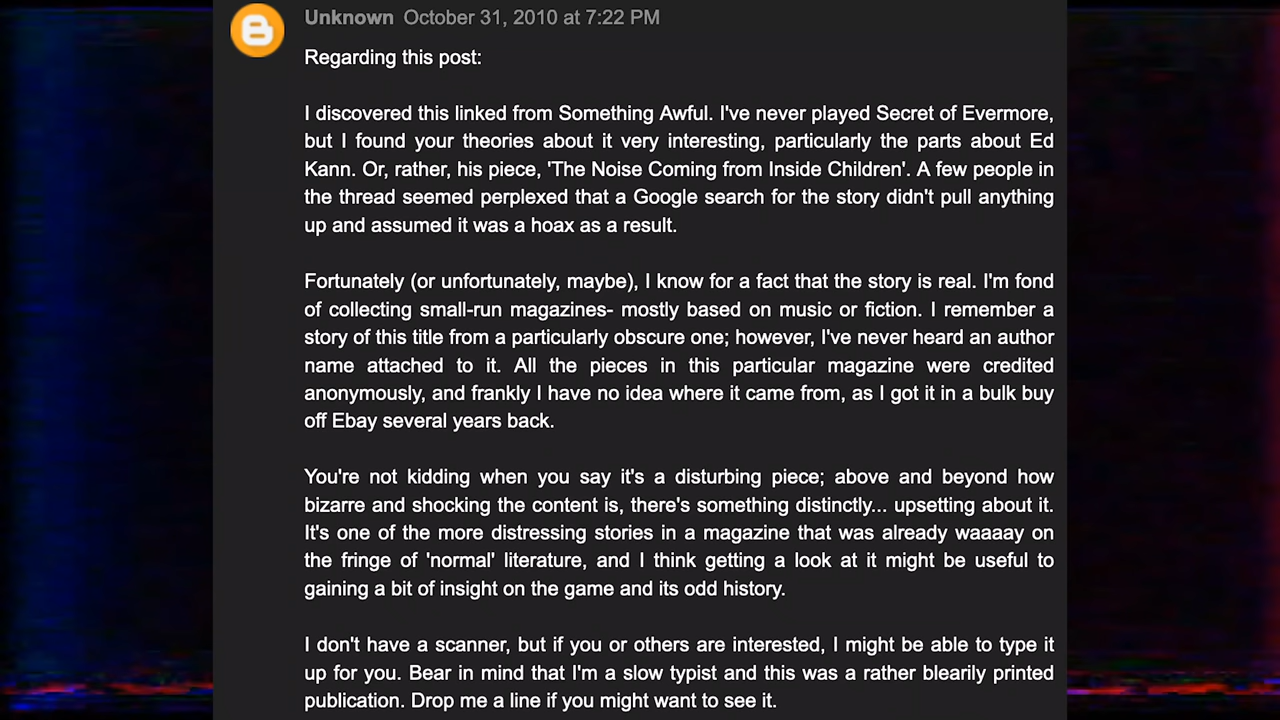 Unknown October 31, 2010 at 7:22 PM
Regarding this post:
I discovered this linked from Something Awful. I've never played Secret of Evermore,
but I found your theories about it very interesting, particularly the parts about Ed
Kann. Or, rather, his piece, 'The Noise Coming from Inside Children'. A few people in
the thread seemed perplexed that a Google search for the story didn't pull anything
up and assumed it was a hoax as a result.
Fortunately (or unfortunately, maybe), I know for a fact that the story is real. I'm fond
of collecting small-run magazines- mostly based on music or fiction. I remember a
story of this title from a particularly obscure one; however, I've never heard an author
name attached to it. All the pieces in this particular magazine were credited
anonymously, and frankly I have no idea where it came from, as I got it in a bulk buy
off Ebay several years back.
You're not kidding when you say it's a disturbing piece; above and beyond how
bizarre and shocking the content is, there's something distinctly... upsetting about it.
It's one of the more distressing stories in a magazine that was already waaaay on
the fringe of 'normal' literature, and I think getting a look at it might be useful to
gaining a bit of insight on the game and its odd history.
I don't have a scanner, but if you or others are interested, I might be able to type it
up for you. Bear in mind that I'm a slow typist and this was a rather blearily printed
publication. Drop me a line if you might want to see it.